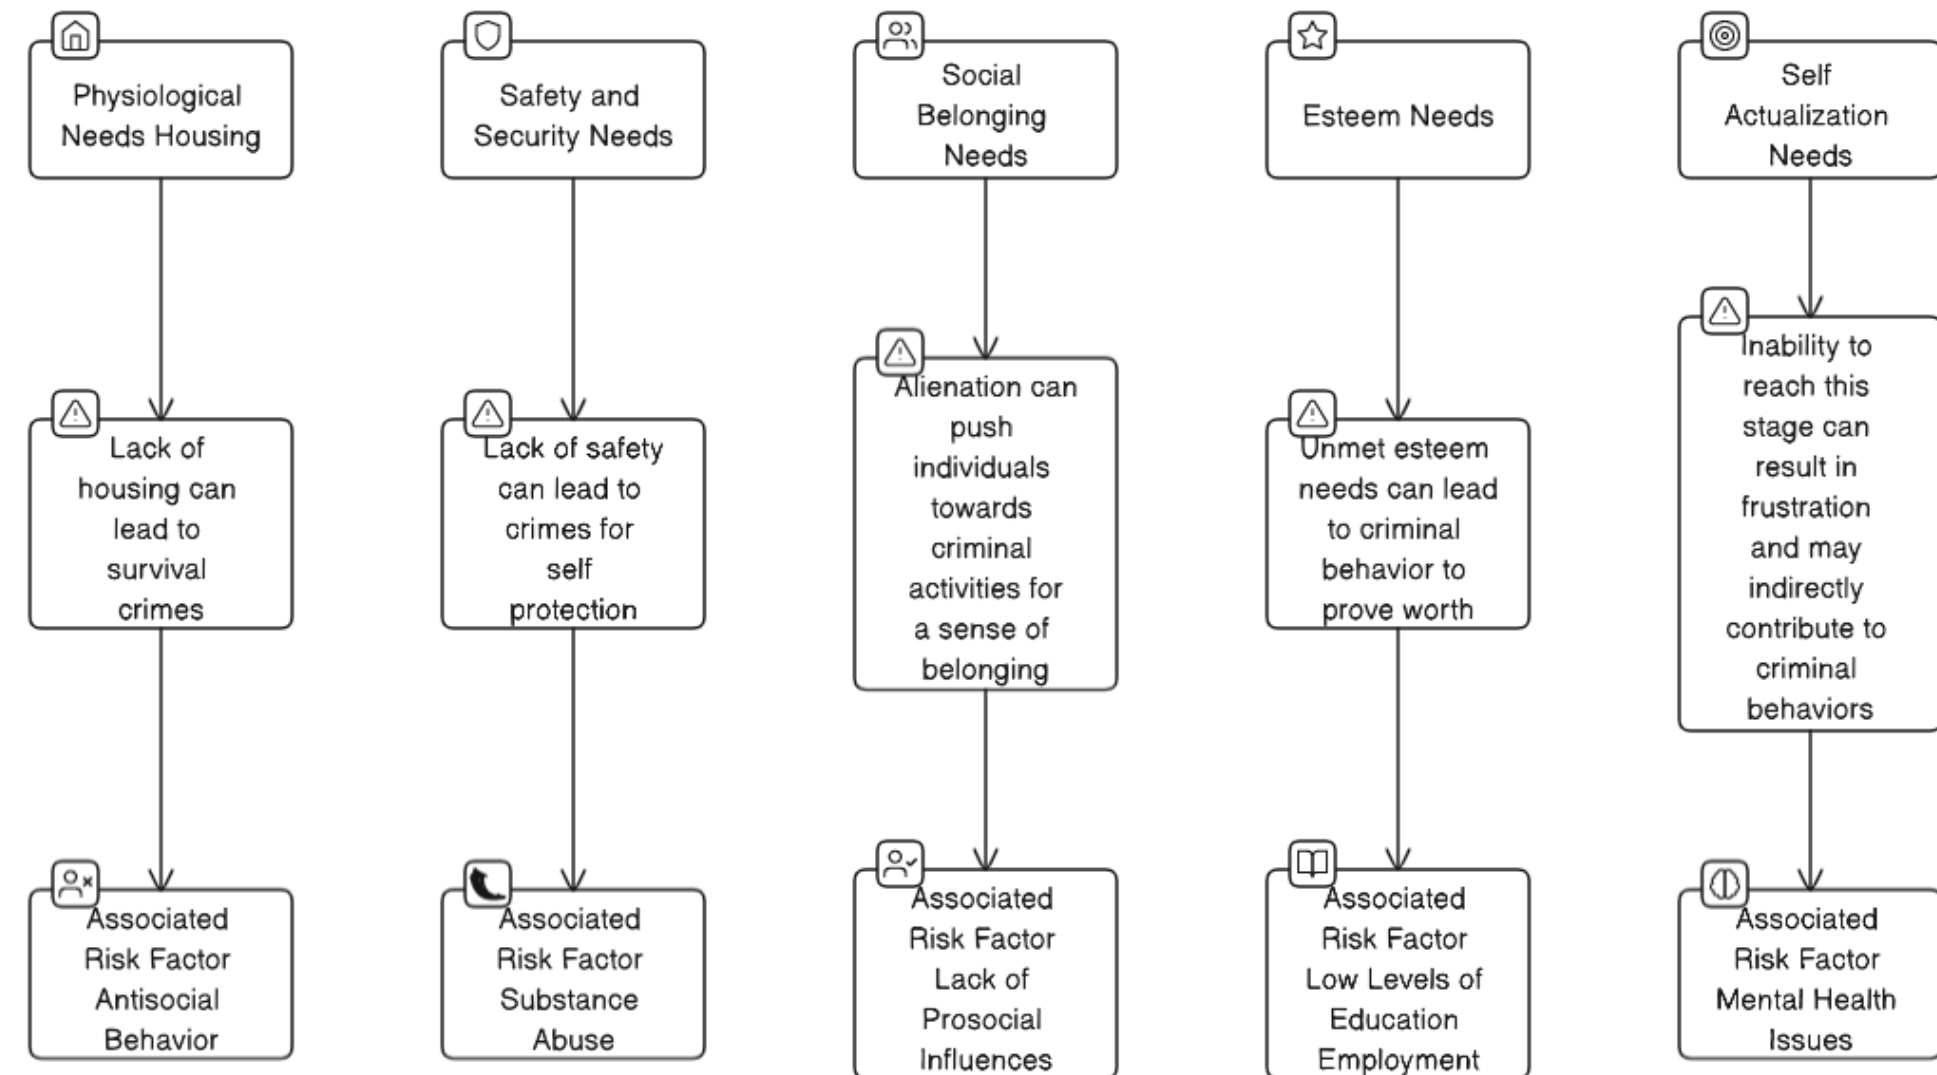 Physiological
Needs Housing
Safety and
Security Needs
Social
Belonging
Needs
Esteem Needs
Self
Actualization
Needs
Lack of
housing can
lead to
survival
crimes
Lack of safety
can lead to
crimes for
self
protection
Alienation can
push
individuals
towards
criminal
activities for
a sense of
belonging
Unmet esteem
needs can lead
to criminal
behavior to
prove worth
Inability to
reach this
stage can
result in
frustration
and may
indirectly
contribute to
criminal
behaviors
Associated
Risk Factor
Antisocial
Behavior
Associated
Risk Factor
Substance
Abuse
Associated
Risk Factor
Lack of
Prosocial
Influences
Associated
Risk Factor
Low Levels of
Education
Employment
Associated
Risk Factor
Mental Health
Issues